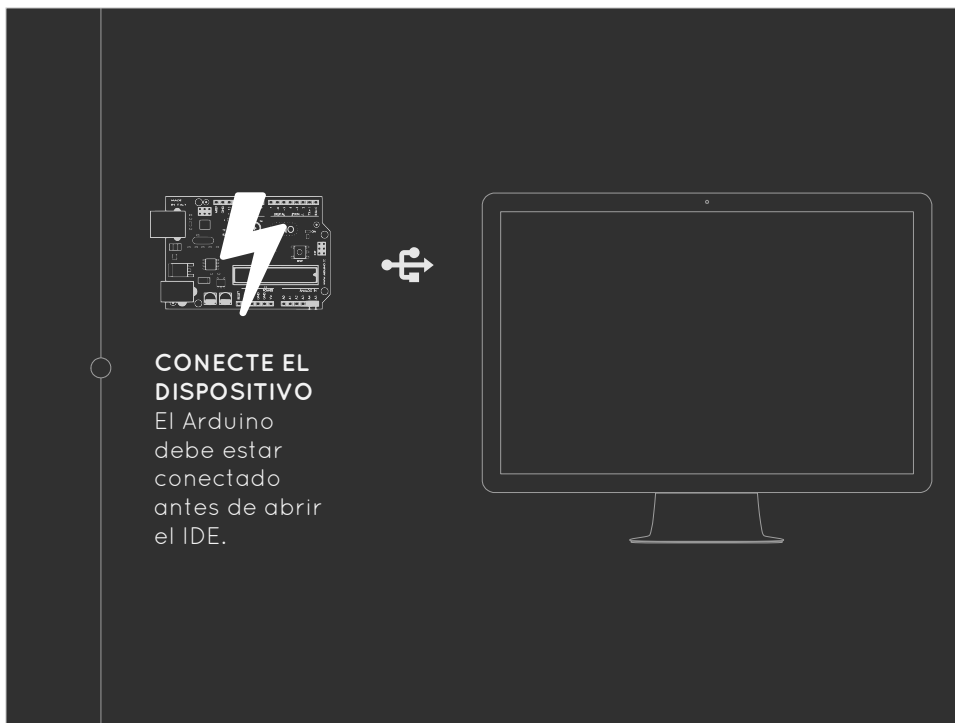 CONECTE EL
DISPOSITIVO
El Arduino
debe estar
conectado
antes de abrir
el IDE.